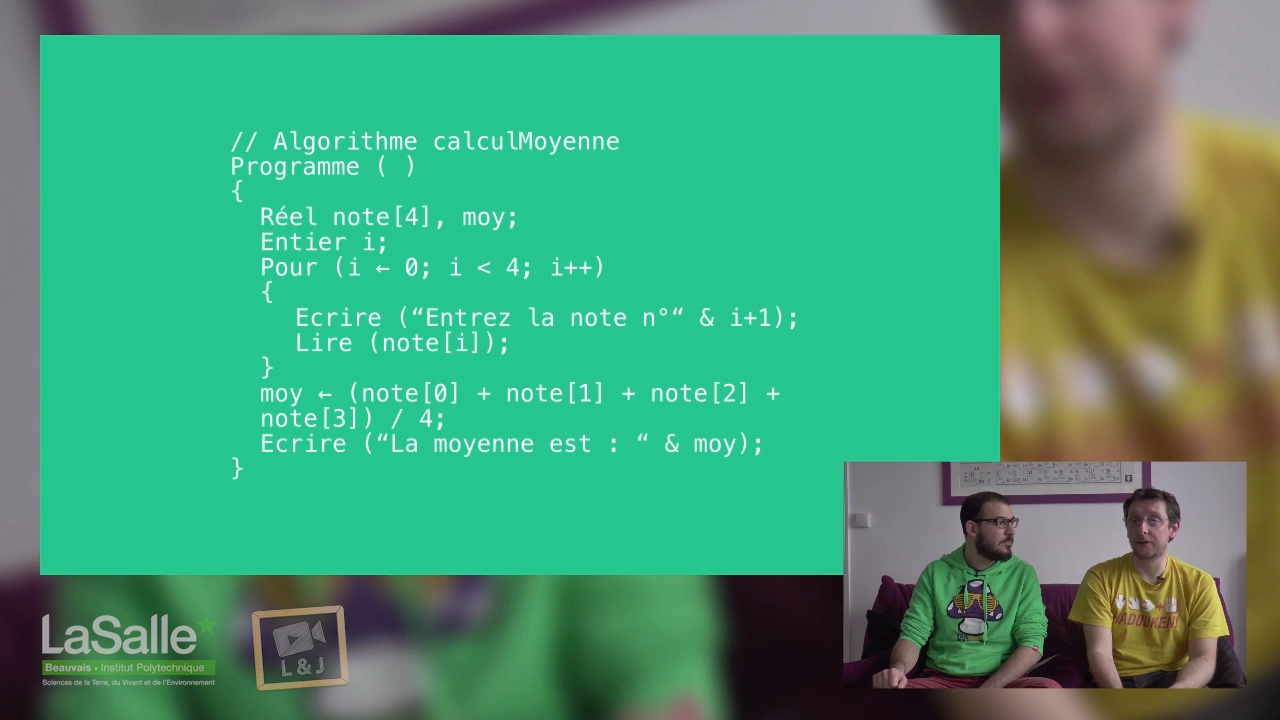 // Algorithme calculMoyenne
Programme ( )
{
Réel note[4], moy;
Entier i;
Pour (i ← 0; i < 4; i++)
{
Ecrire (“Entrez la note n°“ & i+1);
Lire (note[i]);
}
moy ← (note[0] + note[1] + note[2] +
note[3]) / 4;
Ecrire (“La moyenne est : “ & moy);
}
LaSalle
Beauvais • Institut Polytechnique
Sciences de la Terre, du Vivant et de l'Environnement
L&J
HADOUKEN!